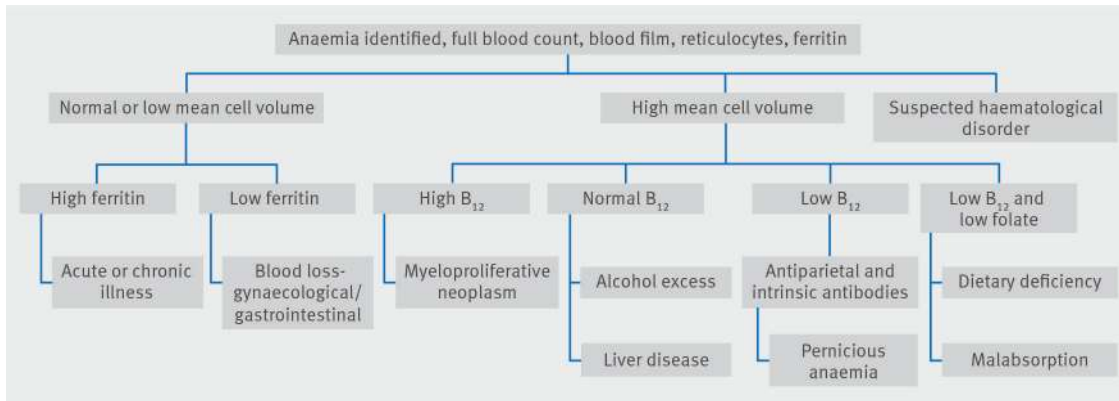 Anaemia identified, full blood count, blood film, reticulocytes, ferritin
Normal or low mean cell volume
High mean cell volume
Suspected haematological
disorder
High ferritin
Low ferritin
High B₁₂
Normal B₁₂
Low B₁₂
Low B₁₂ and
low folate
Acute or chronic
illness
Blood loss-
gynaecological/
gastrointestinal
Myeloproliferative
neoplasm
Alcohol excess
Antiparietal and
intrinsic antibodies
Dietary deficiency
Liver disease
Pernicious
anaemia
Malabsorption